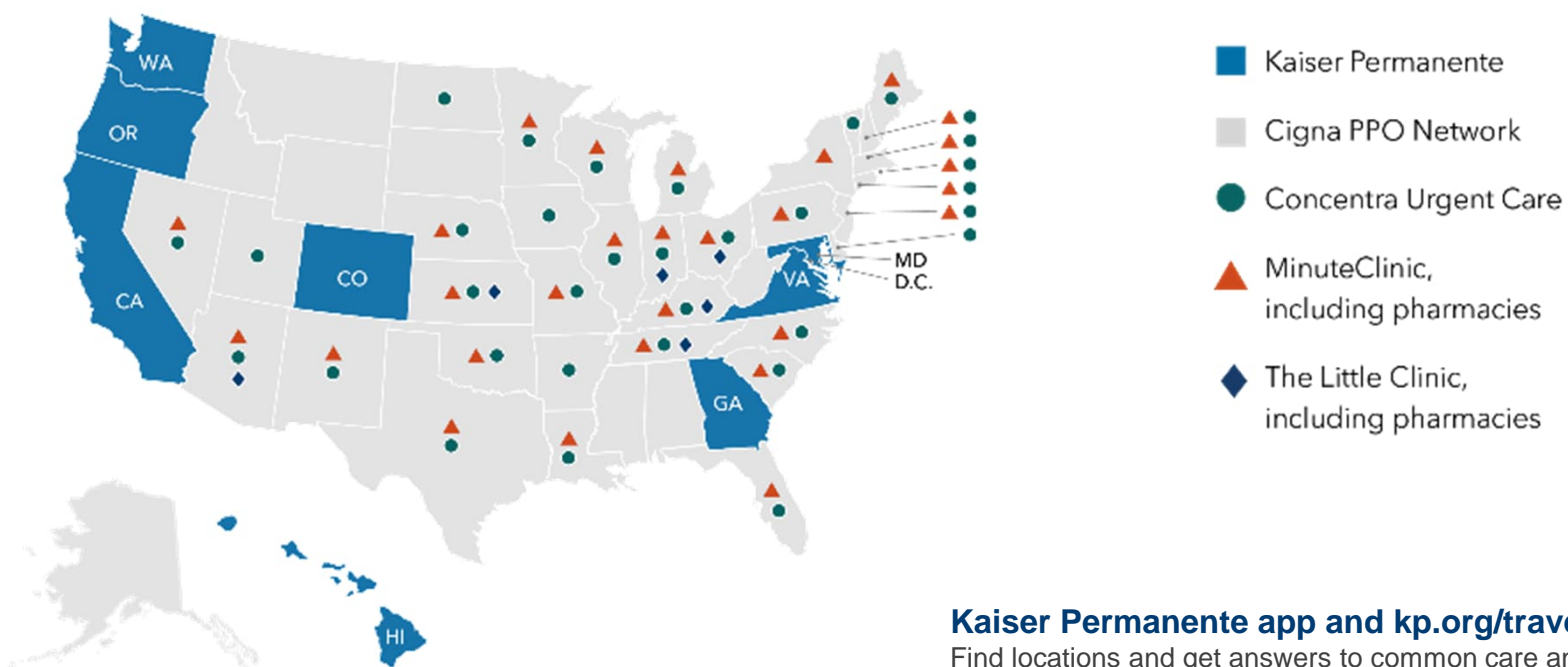 WA
OR
CA
CO
HI
GA
VA
MD
D.C.
Kaiser Permanente
Cigna PPO Network
Concentra Urgent Care
MinuteClinic,
including pharmacies
The Little Clinic,
including pharmacies
Kaiser Permanente app and kp.org/trave
Find locations and get answers to common care an